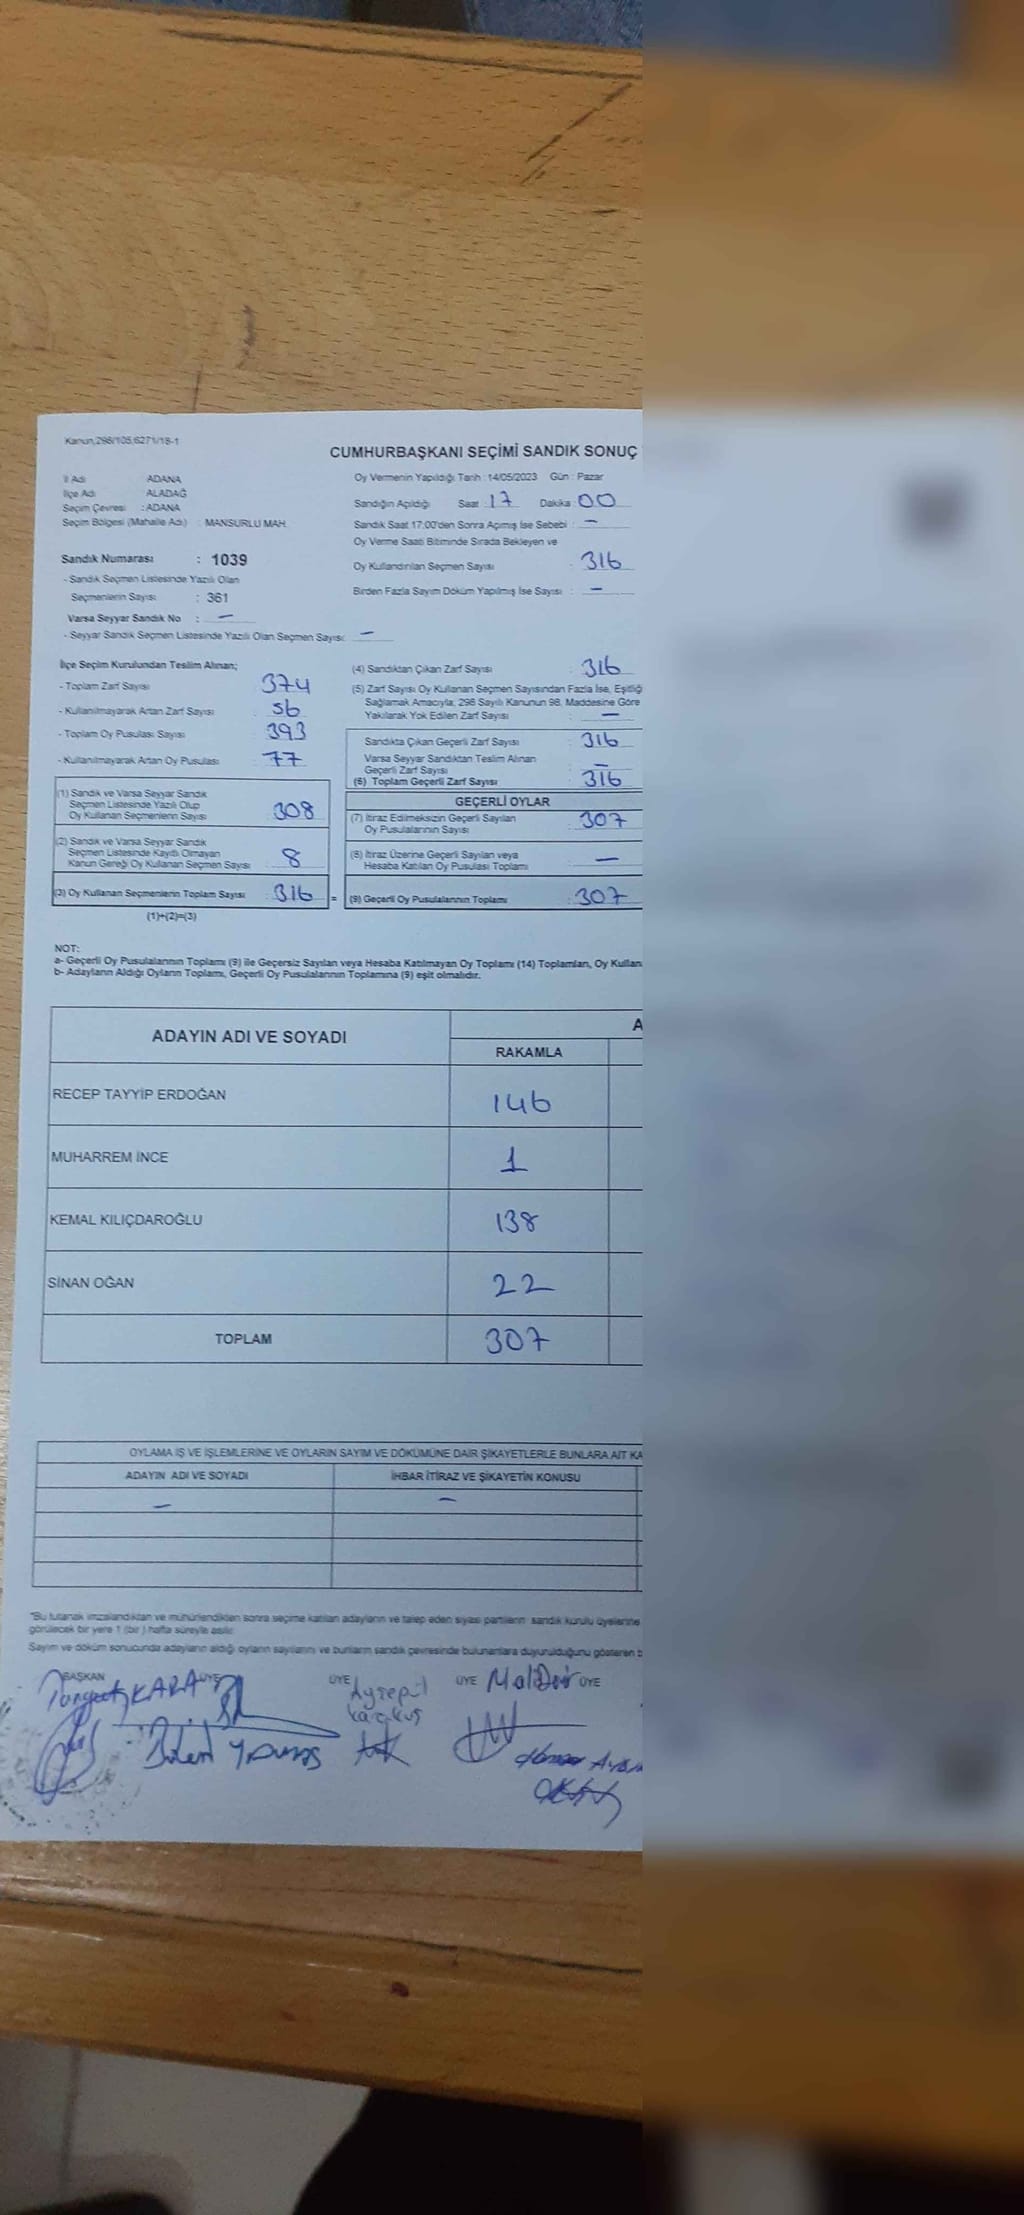 Kanun,298/105,6271/18-1
CUMHURBAŞKANI SEÇİMİ SANDIK SONUÇ
İl Adı ADANA
İlçe Adı ALADAĞ
Seçim Çevresi : ADANA
Seçim Bölgesi (Mahalle Adı) : MANSURLU MAH.
Oy Vermenin Yapıldığı Tarih : 14/05/2023 Gün : Pazar
Sandığın Açıldığı Saat 17 Dakika 00
Sandık Saat 17:00'den Sonra Açımış İse Sebebi : —
Oy Verme Saati Bitiminde Sırada Bekleyen ve
Oy Kullandırılan Seçmen Sayısı 316
Birden Fazla Sayım Döküm Yapılmış İse Sayısı : —
Sandık Numarası : 1039
- Sandık Seçmen Listesinde Yazılı Olan
Seçmenlerin Sayısı : 361
Varsa Seyyar Sandık No : —
- Seyyar Sandık Seçmen Listesinde Yazılı Olan Seçmen Sayısı: —
İlçe Seçim Kurulundan Teslim Alınan;
- Toplam Zarf Sayısı 374
- Kullanılmayarak Artan Zarf Sayısı 56
- Toplam Oy Pusulası Sayısı 393
- Kullanılmayarak Artan Oy Pusulası 77
(1) Sandık ve Varsa Seyyar Sandık
Seçmen Listesinde Yazılı Olup
Oy Kullanan Seçmenlerin Sayısı 308
(2) Sandık ve Varsa Seyyar Sandık
Seçmen Listesinde Kayıtlı Olmayan
Kanun Gereği Oy Kullanan Seçmen Sayısı 8
(3) Oy Kullanan Seçmenlerin Toplam Sayısı 316 =
(1)+(2)=(3)
(4) Sandıktan Çıkan Zarf Sayısı : 316
(5) Zarf Sayısı Oy Kullanan Seçmen Sayısından Fazla İse, Eşitliğ
Sağlamak Amacıyla, 298 Sayılı Kanunun 98. Maddesine Göre
Yakılarak Yok Edilen Zarf Sayısı : —
Sandıkta Çıkan Geçerli Zarf Sayısı : 316
Varsa Seyyar Sandıktan Teslim Alınan
Geçerli Zarf Sayısı —
(6) Toplam Geçerli Zarf Sayısı : 316
GEÇERLİ OYLAR
(7) İtiraz Edilmeksizin Geçerli Sayılan
Oy Pusulalarının Sayısı : 307
(8) İtiraz Üzerine Geçerli Sayılan veya
Hesaba Katılan Oy Pusulası Toplamı : —
(9) Geçerli Oy Pusulalarının Toplamı : 307
NOT:
a- Geçerli Oy Pusulalarının Toplamı (9) ile Geçersiz Sayılan veya Hesaba Katılmayan Oy Toplamı (14) Toplamları, Oy Kullan
b- Adayların Aldığı Oyların Toplamı, Geçerli Oy Pusulalarının Toplamına (9) eşit olmalıdır.
ADAYIN ADI VE SOYADI A
RAKAMLA
RECEP TAYYİP ERDOĞAN 146
MUHARREM İNCE 1
KEMAL KILIÇDAROĞLU 138
SİNAN OĞAN 22
TOPLAM 307
OYLAMA İŞ VE İŞLEMLERİNE VE OYLARIN SAYIM VE DÖKÜMÜNE DAİR ŞİKAYETLERLE BUNLARA AİT KA
ADAYIN ADI VE SOYADI İHBAR İTİRAZ VE ŞİKAYETİN KONUSU
— —
*Bu tutanak imzalandıktan ve mühürlendikten sonra seçime katılan adayların ve talep eden siyasi partilerin sandık kurulu üyelerine
görülecek bir yere 1 (bir) hafta süreyle asılır.
Sayım ve döküm sonucunda adayların aldığı oyların sayılarını ve bunların sandık çevresinde bulunanlara duyurulduğunu gösteren b
BAŞKAN ÜYE ÜYE ÜYE ÜYE
KARA